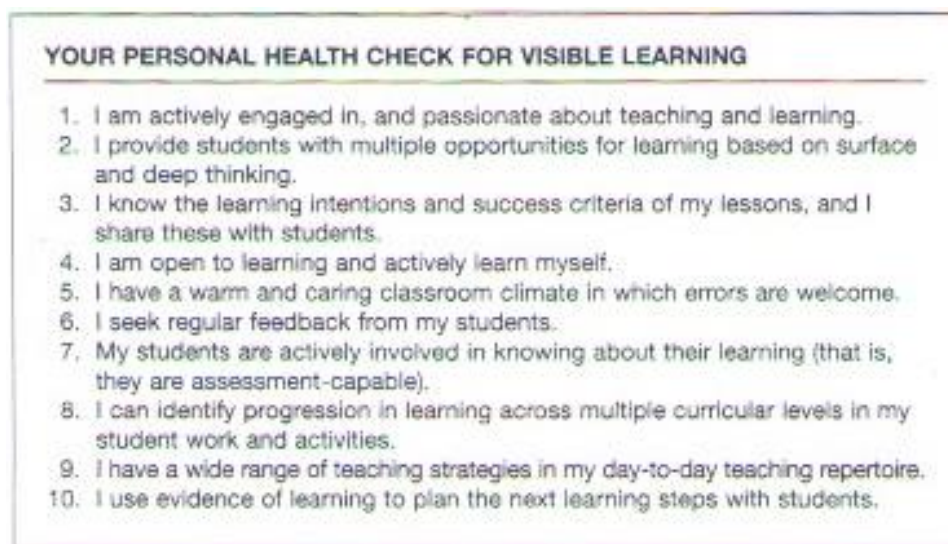 YOUR PERSONAL HEALTH CHECK FOR VISIBLE LEARNING
1. I am actively engaged in, and passionate about teaching and learning.
2. I provide students with multiple opportunities for learning based on surface
and deep thinking.
3. I know the learning intentions and success criteria of my lessons, and I
share these with students.
4. I am open to learning and actively learn myself.
5. I have a warm and caring classroom climate in which errors are welcome.
6. I seek regular feedback from my students.
7. My students are actively involved in knowing about their learning (that is,
they are assessment-capable).
8. I can identify progression in learning across multiple curricular levels in my
student work and activities.
9. I have a wide range of teaching strategies in my day-to-day teaching repertoire.
10. I use evidence of learning to plan the next learning steps with students.